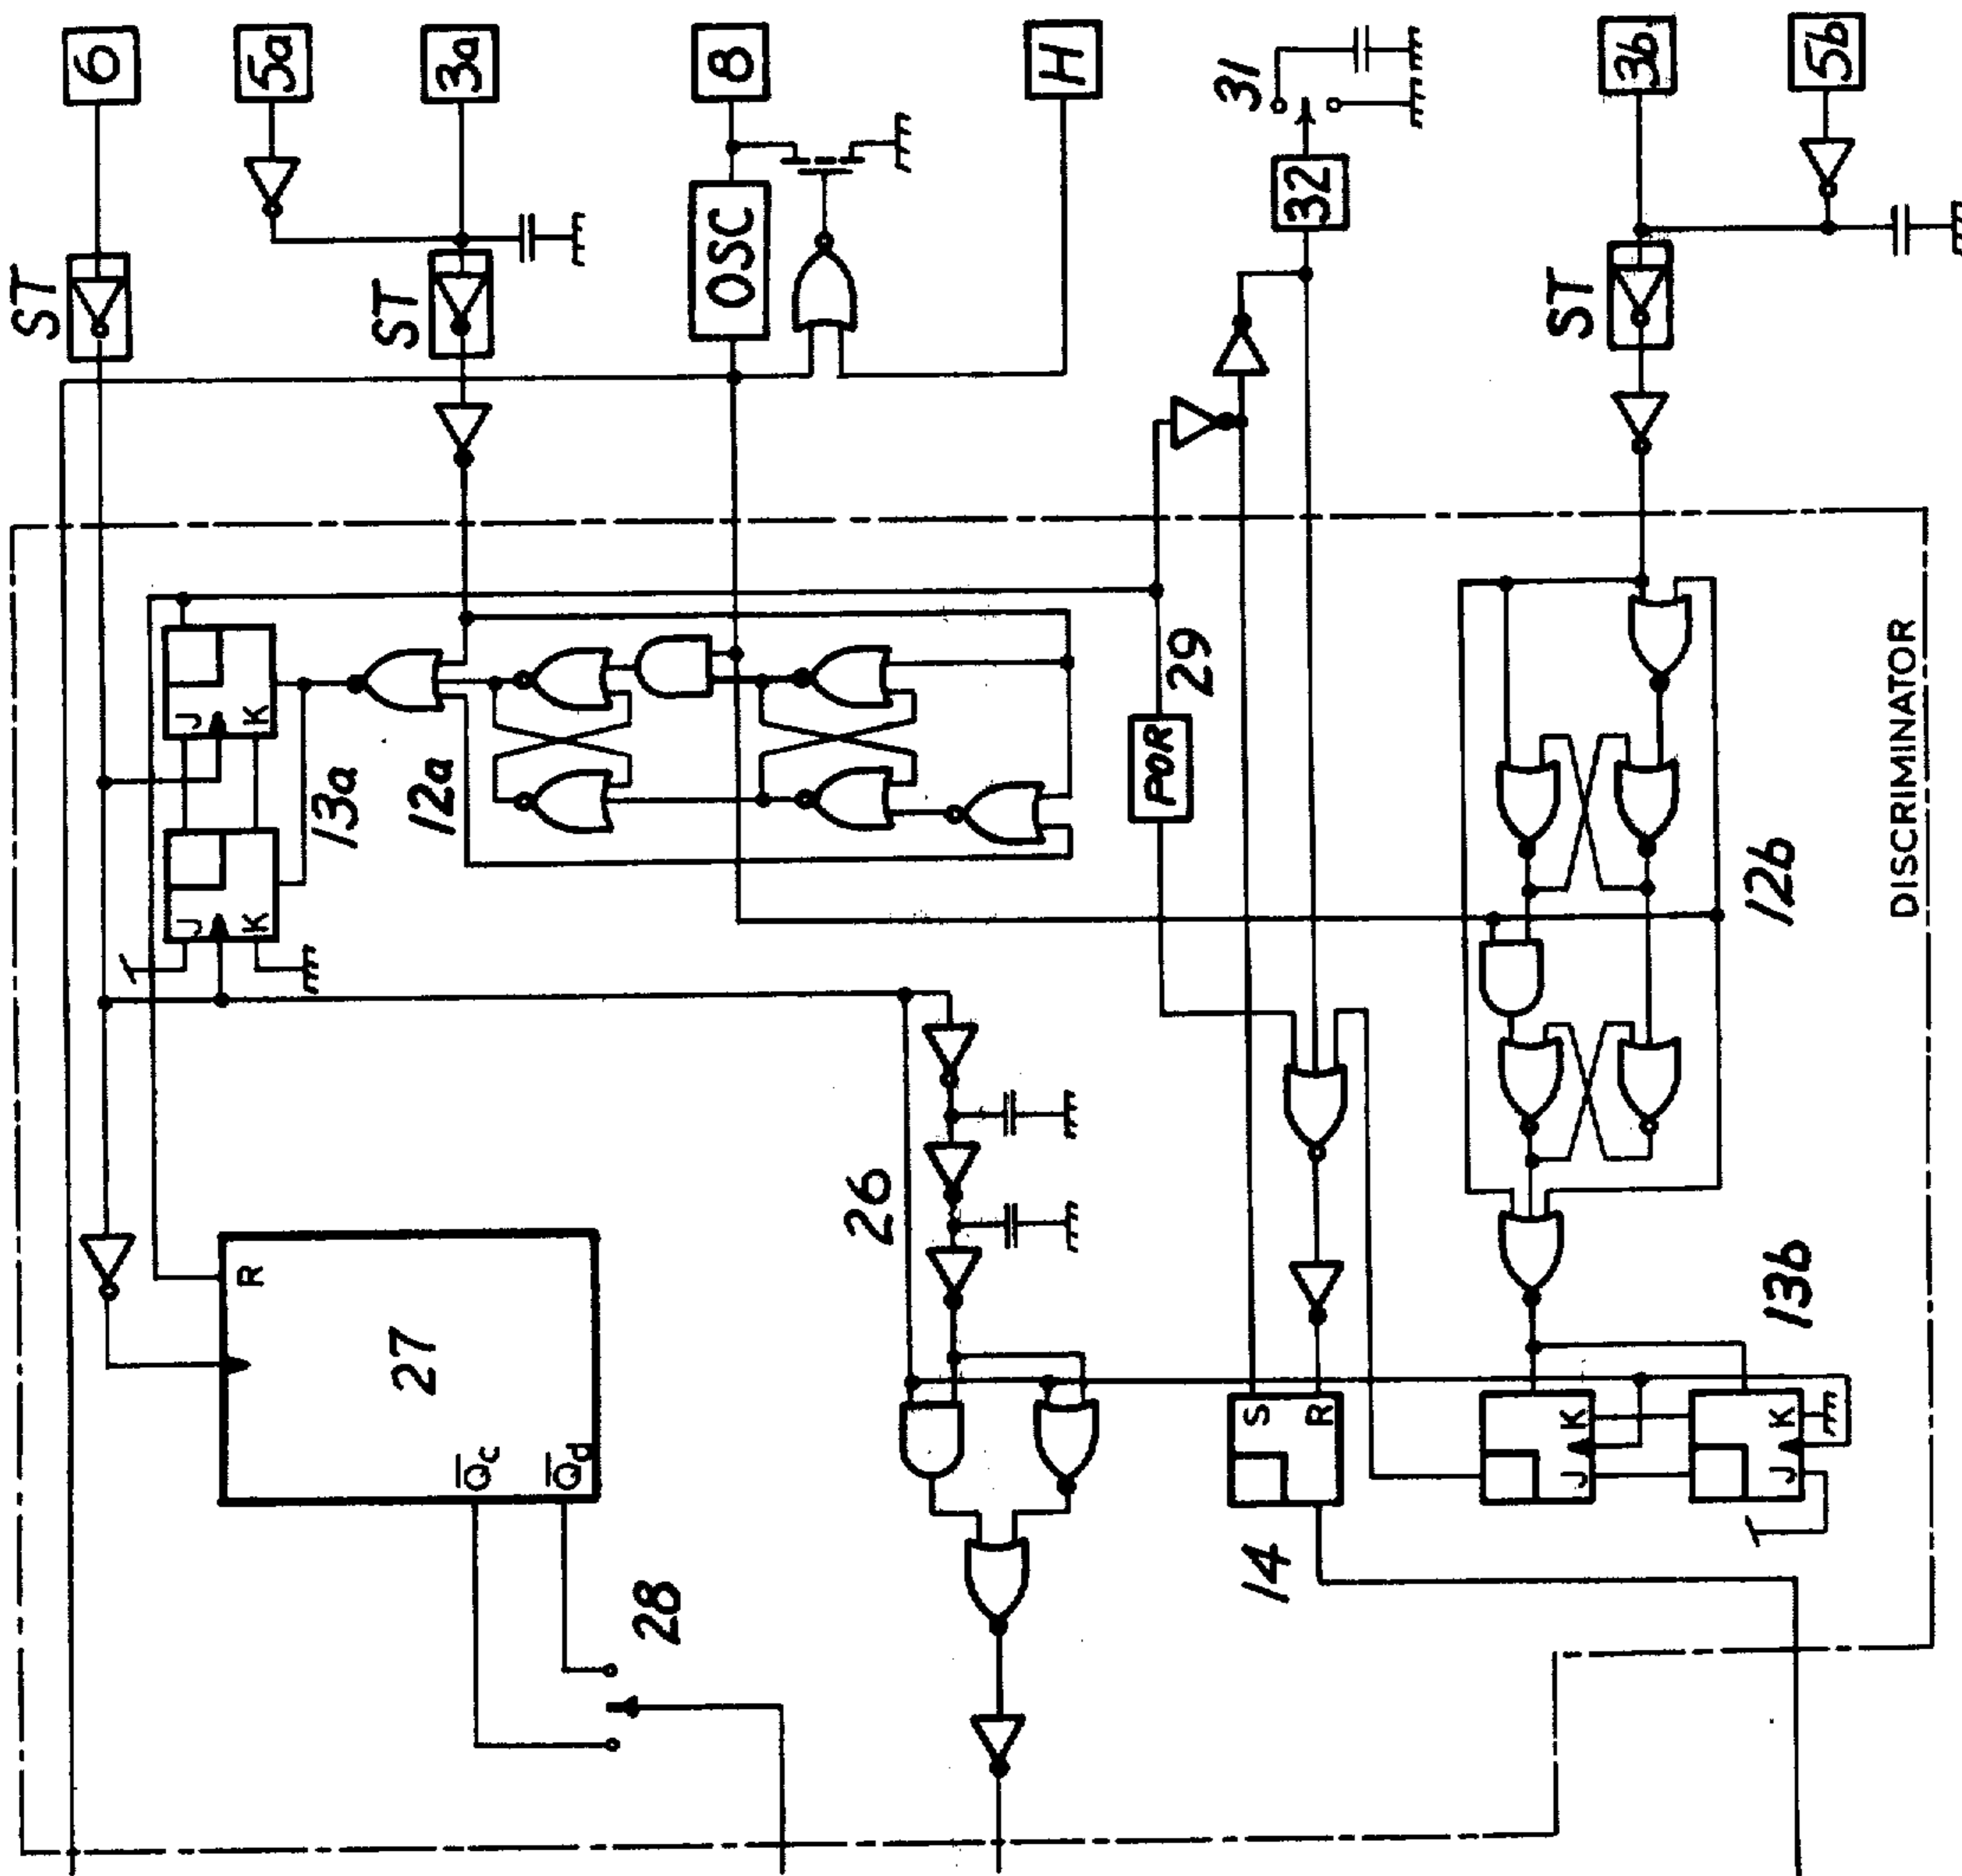 6
5a
3a
8
H
31
3b
5b
32
ST
ST
OSC
ST
29
POR
J
K
13a
12a
J
K
12b
DISCRIMINATOR
26
R
27
Q̅c
Q̅d
28
S
R
14
13b
J
K
J
K